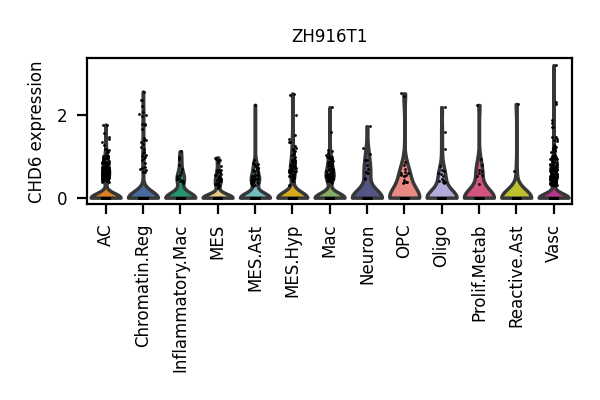 ZH916T1
CHD6 expression
2
0
AC
Chromatin.Reg
Inflammatory.Mac
MES
MES.Ast
MES.Hyp
Mac
Neuron
OPC
Oligo
Prolif.Metab
Reactive.Ast
Vasc